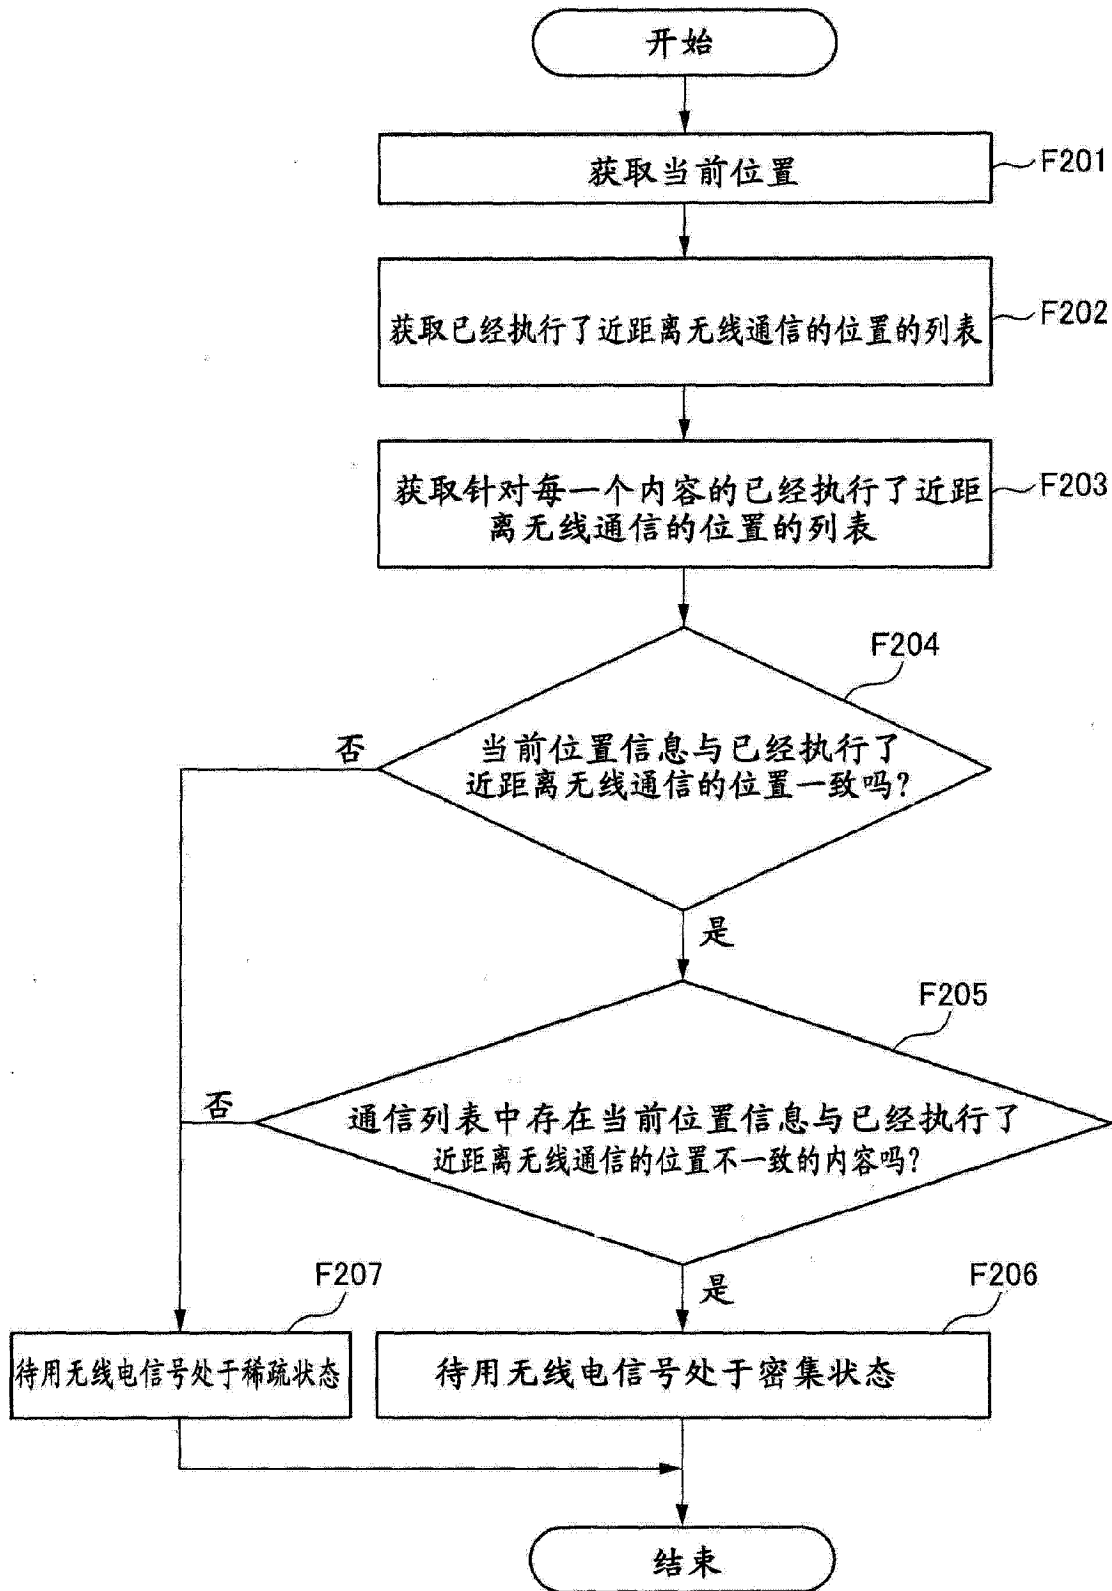 开始
获取当前位置
F201
获取已经执行了近距离无线通信的位置的列表
F202
获取针对每一个内容的已经执行了近距
离无线通信的位置的列表
F203
F204
当前位置信息与已经执行了
近距离无线通信的位置一致吗?
否
是
F205
通信列表中存在当前位置信息与已经执行了
近距离无线通信的位置不一致的内容吗?
否
是
F207
待用无线电信号处于稀疏状态
F206
待用无线电信号处于密集状态
结束